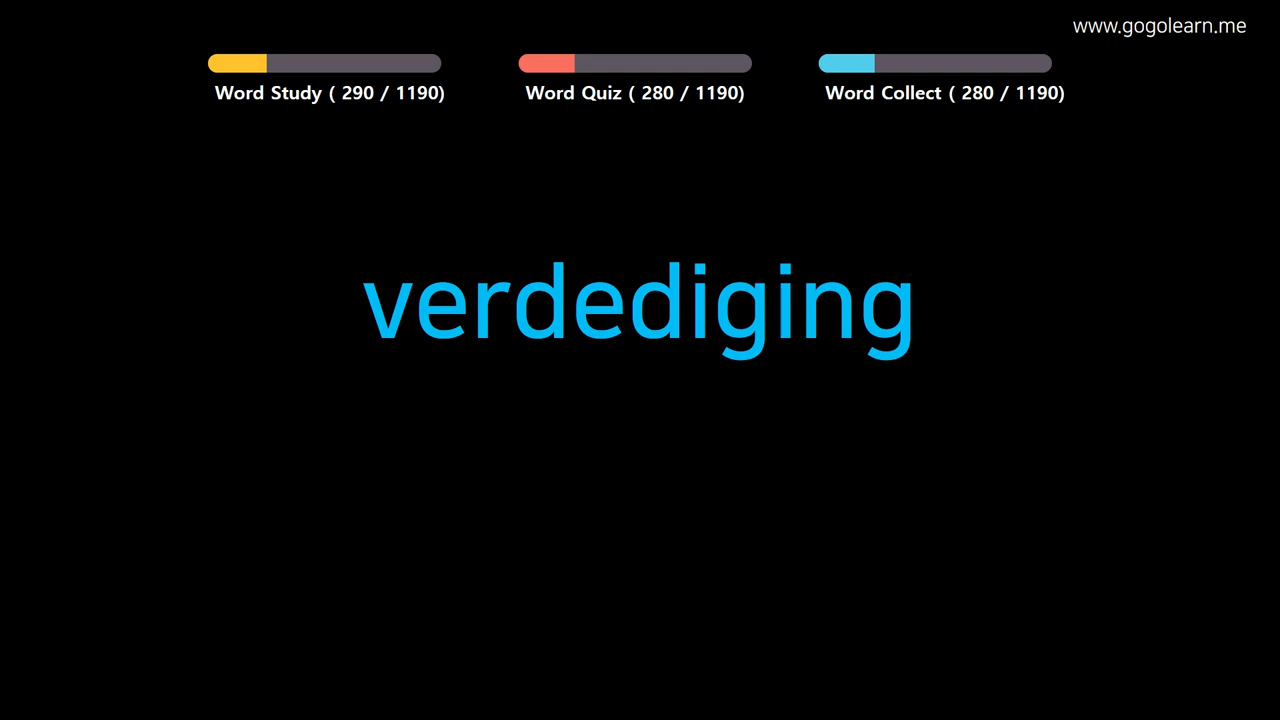 www.gogolearn.me
Word Study ( 290 / 1190)
Word Quiz ( 280 / 1190)
Word Collect ( 280 / 1190)
verdediging